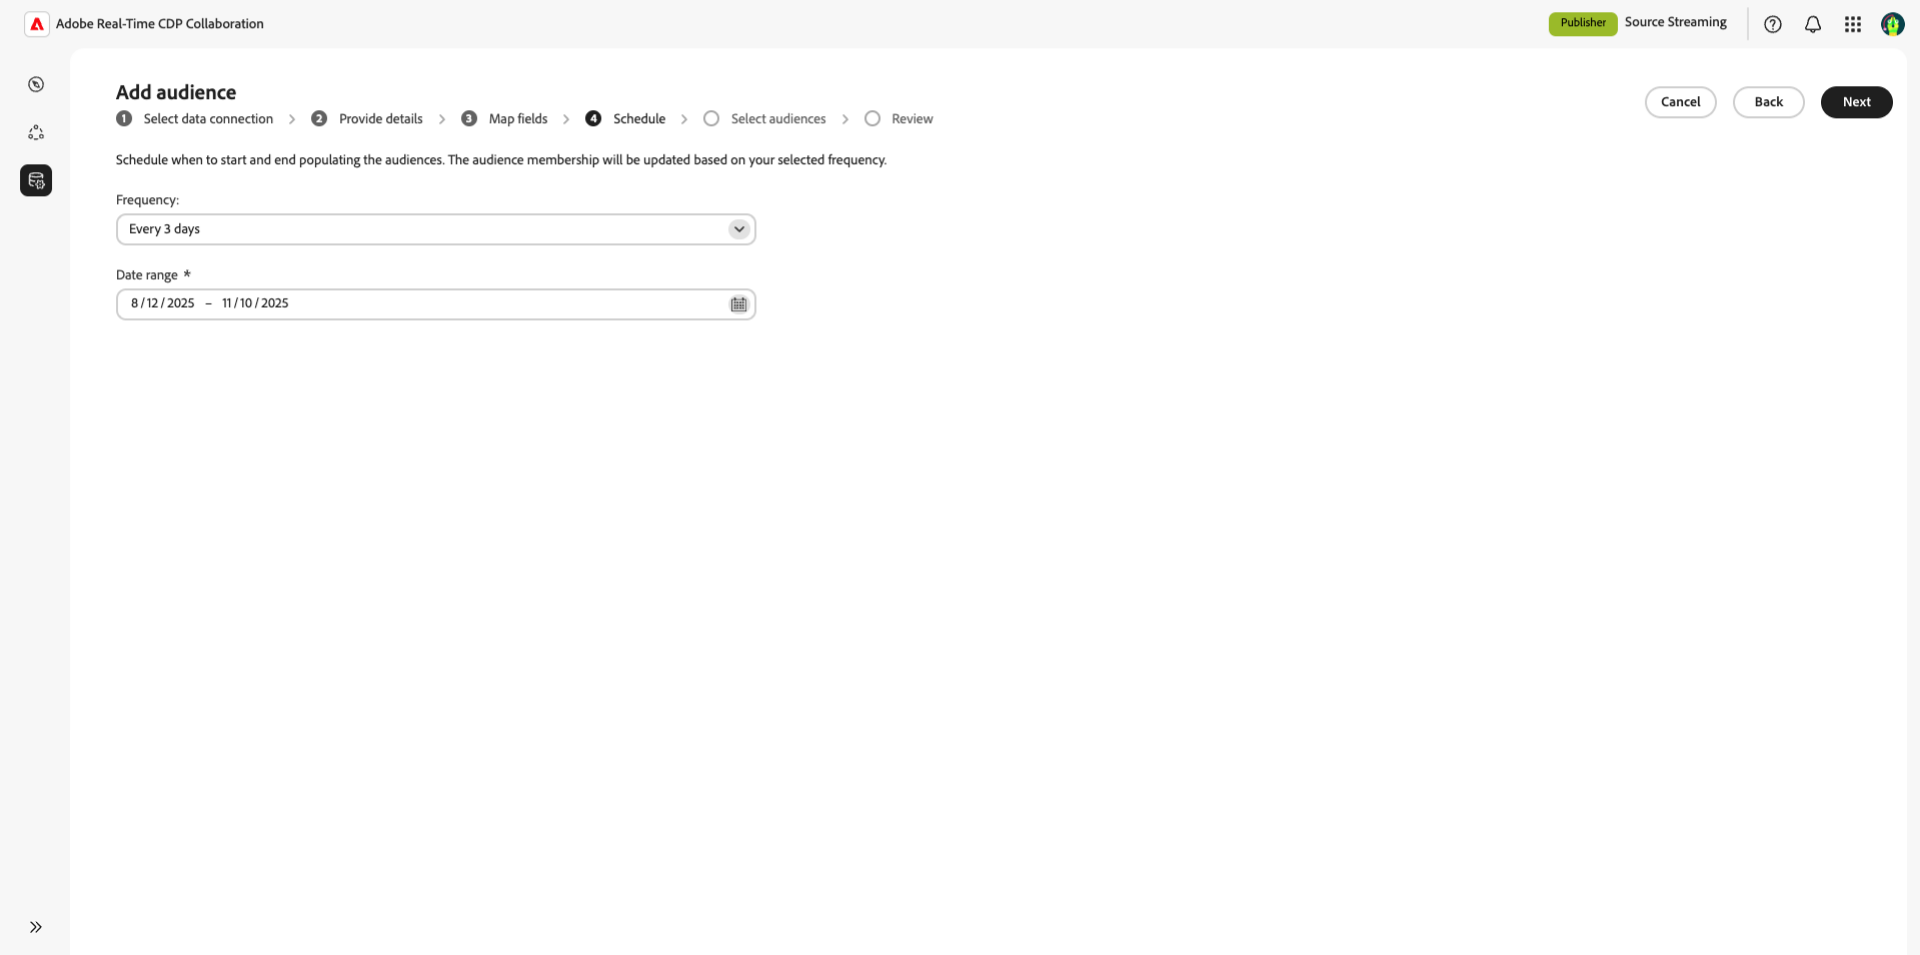 Adobe Real-Time CDP Collaboration
Publisher Source Streaming
Add audience
Cancel Back Next
1 Select data connection 2 Provide details 3 Map fields 4 Schedule Select audiences Review
Schedule when to start and end populating the audiences. The audience membership will be updated based on your selected frequency.
Frequency:
Every 3 days
Date range *
8 / 12 / 2025 – 11 / 10 / 2025